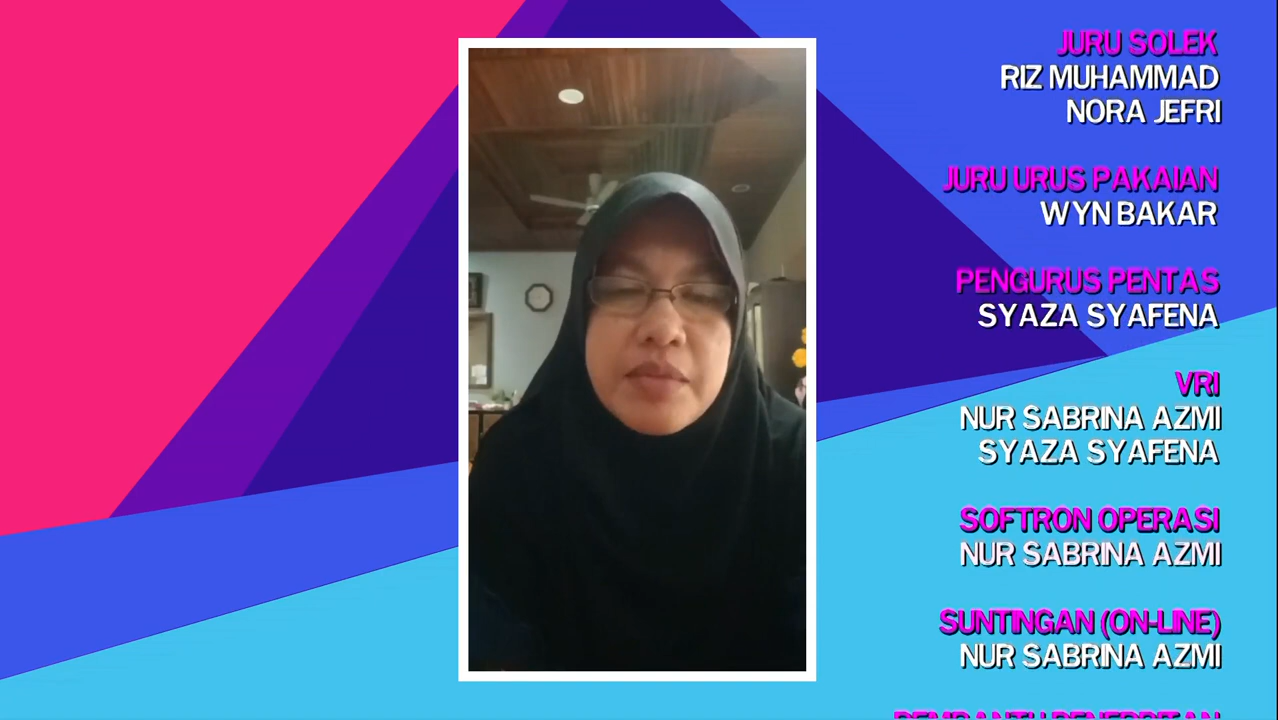 JURU SOLEK
RIZ MUHAMMAD
NORA JEFRI
JURU URUS PAKAIAN
WYN BAKAR
PENGURUS PENTAS
SYAZA SYAFENA
VRI
NUR SABRINA AZMI
SYAZA SYAFENA
SOFTRON OPERASI
NUR SABRINA AZMI
SUNTINGAN (ON-LINE)
NUR SABRINA AZMI